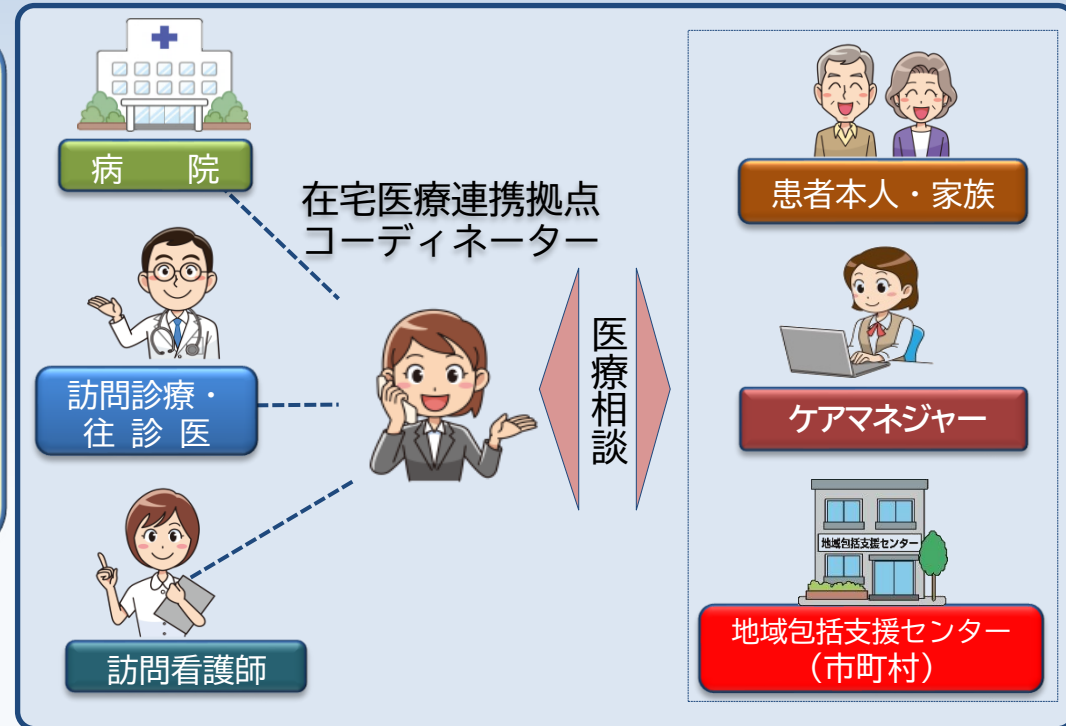 病　　院
在宅医療連携拠点
コーディネーター
訪問診療・
往 診 医
訪問看護師
医療相談
患者本人・家族
ケアマネジャー
地域包括支援センター
地域包括支援センター
（市町村）